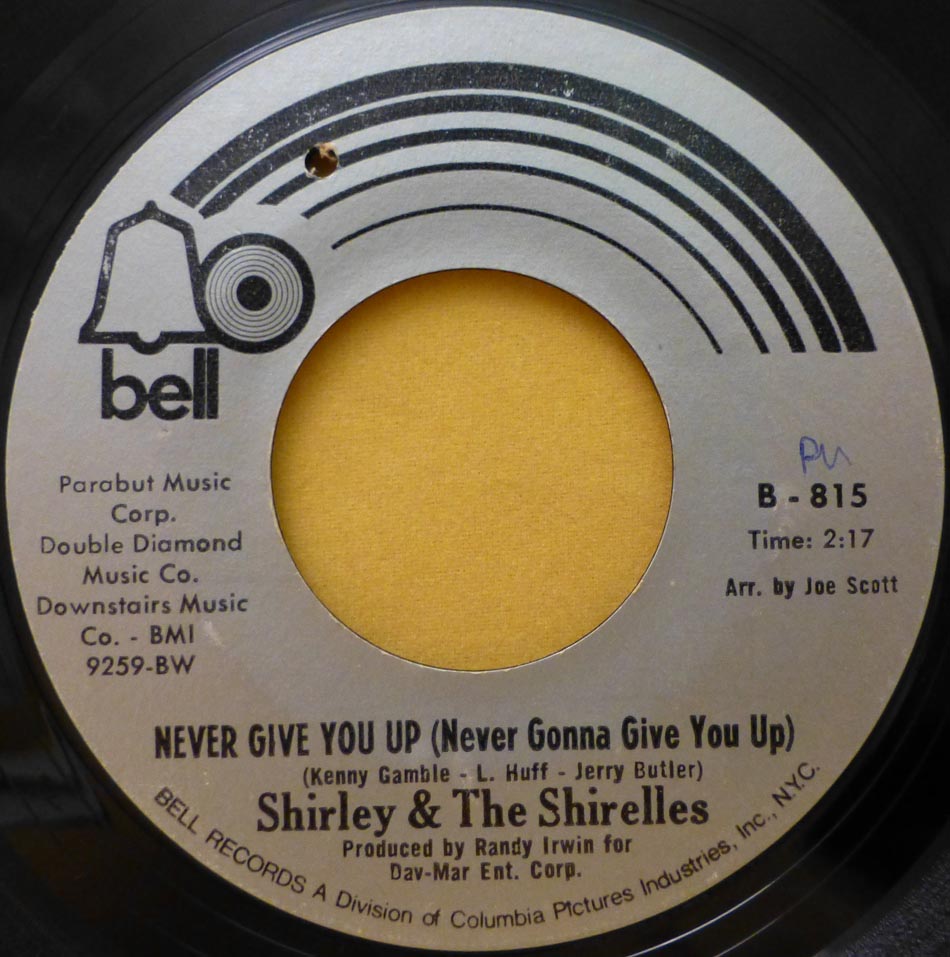 bell
Parabut Music
Corp.
Double Diamond
Music Co.
Downstairs Music
Co. - BMI
9259-BW
B - 815
Time: 2:17
Arr. by Joe Scott
NEVER GIVE YOU UP (Never Gonna Give You Up)
(Kenny Gamble - L. Huff - Jerry Butler)
Shirley & The Shirelles
Produced by Randy Irwin for
Dav-Mar Ent. Corp.
BELL RECORDS A Division of Columbia Pictures Industries, Inc., N.Y.C.